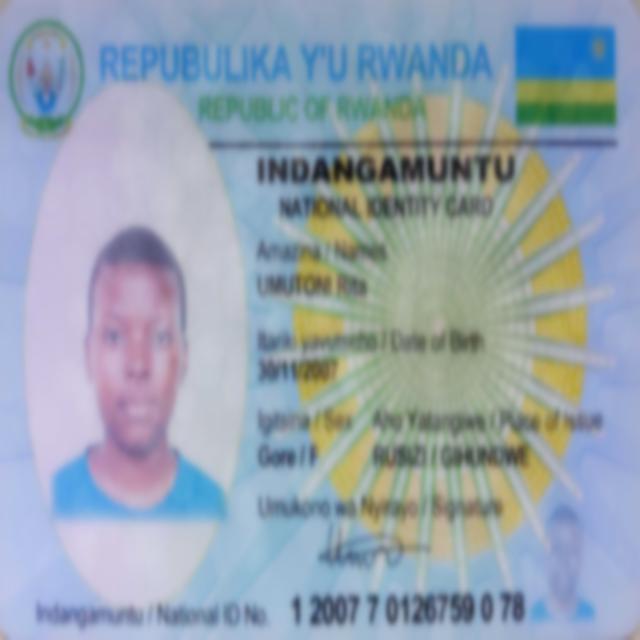 REPUBULIKA Y'U RWANDA
REPUBLIC OF RWANDA
INDANGAMUNTU
NATIONAL IDENTITY CARD
Amazina / Names
UMUTONI Rita
Itariki yavutseho / Date of Birth
30/11/2007
Igitsina / Sex Aho Yatangiwe / Place of Issue
Gore / F RUSIZI / GIHUNDWE
Umukono wa Nyirayo / Signature
Indangamuntu / National ID No. 1 2007 7 0126759 0 78